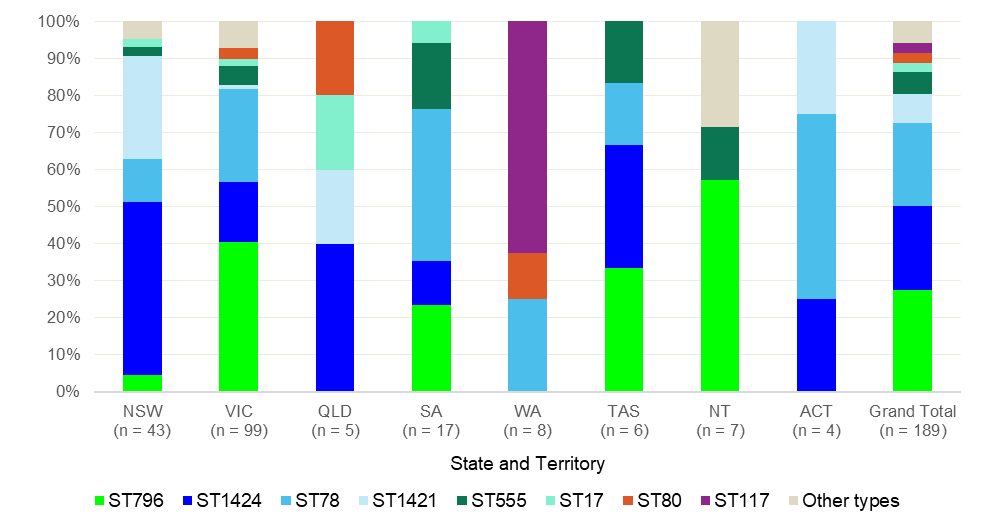 100%
90%
80%
70%
60%
50%
40%
30%
20%
10%
0%
NSW VIC QLD SA WA TAS NT ACT Grand Total
(n = 43) (n = 99) (n = 5) (n = 17) (n = 8) (n = 6) (n = 7) (n = 4) (n = 189)
State and Territory
ST796 ST1424 ST78 ST1421 ST555 ST17 ST80 ST117 Other types